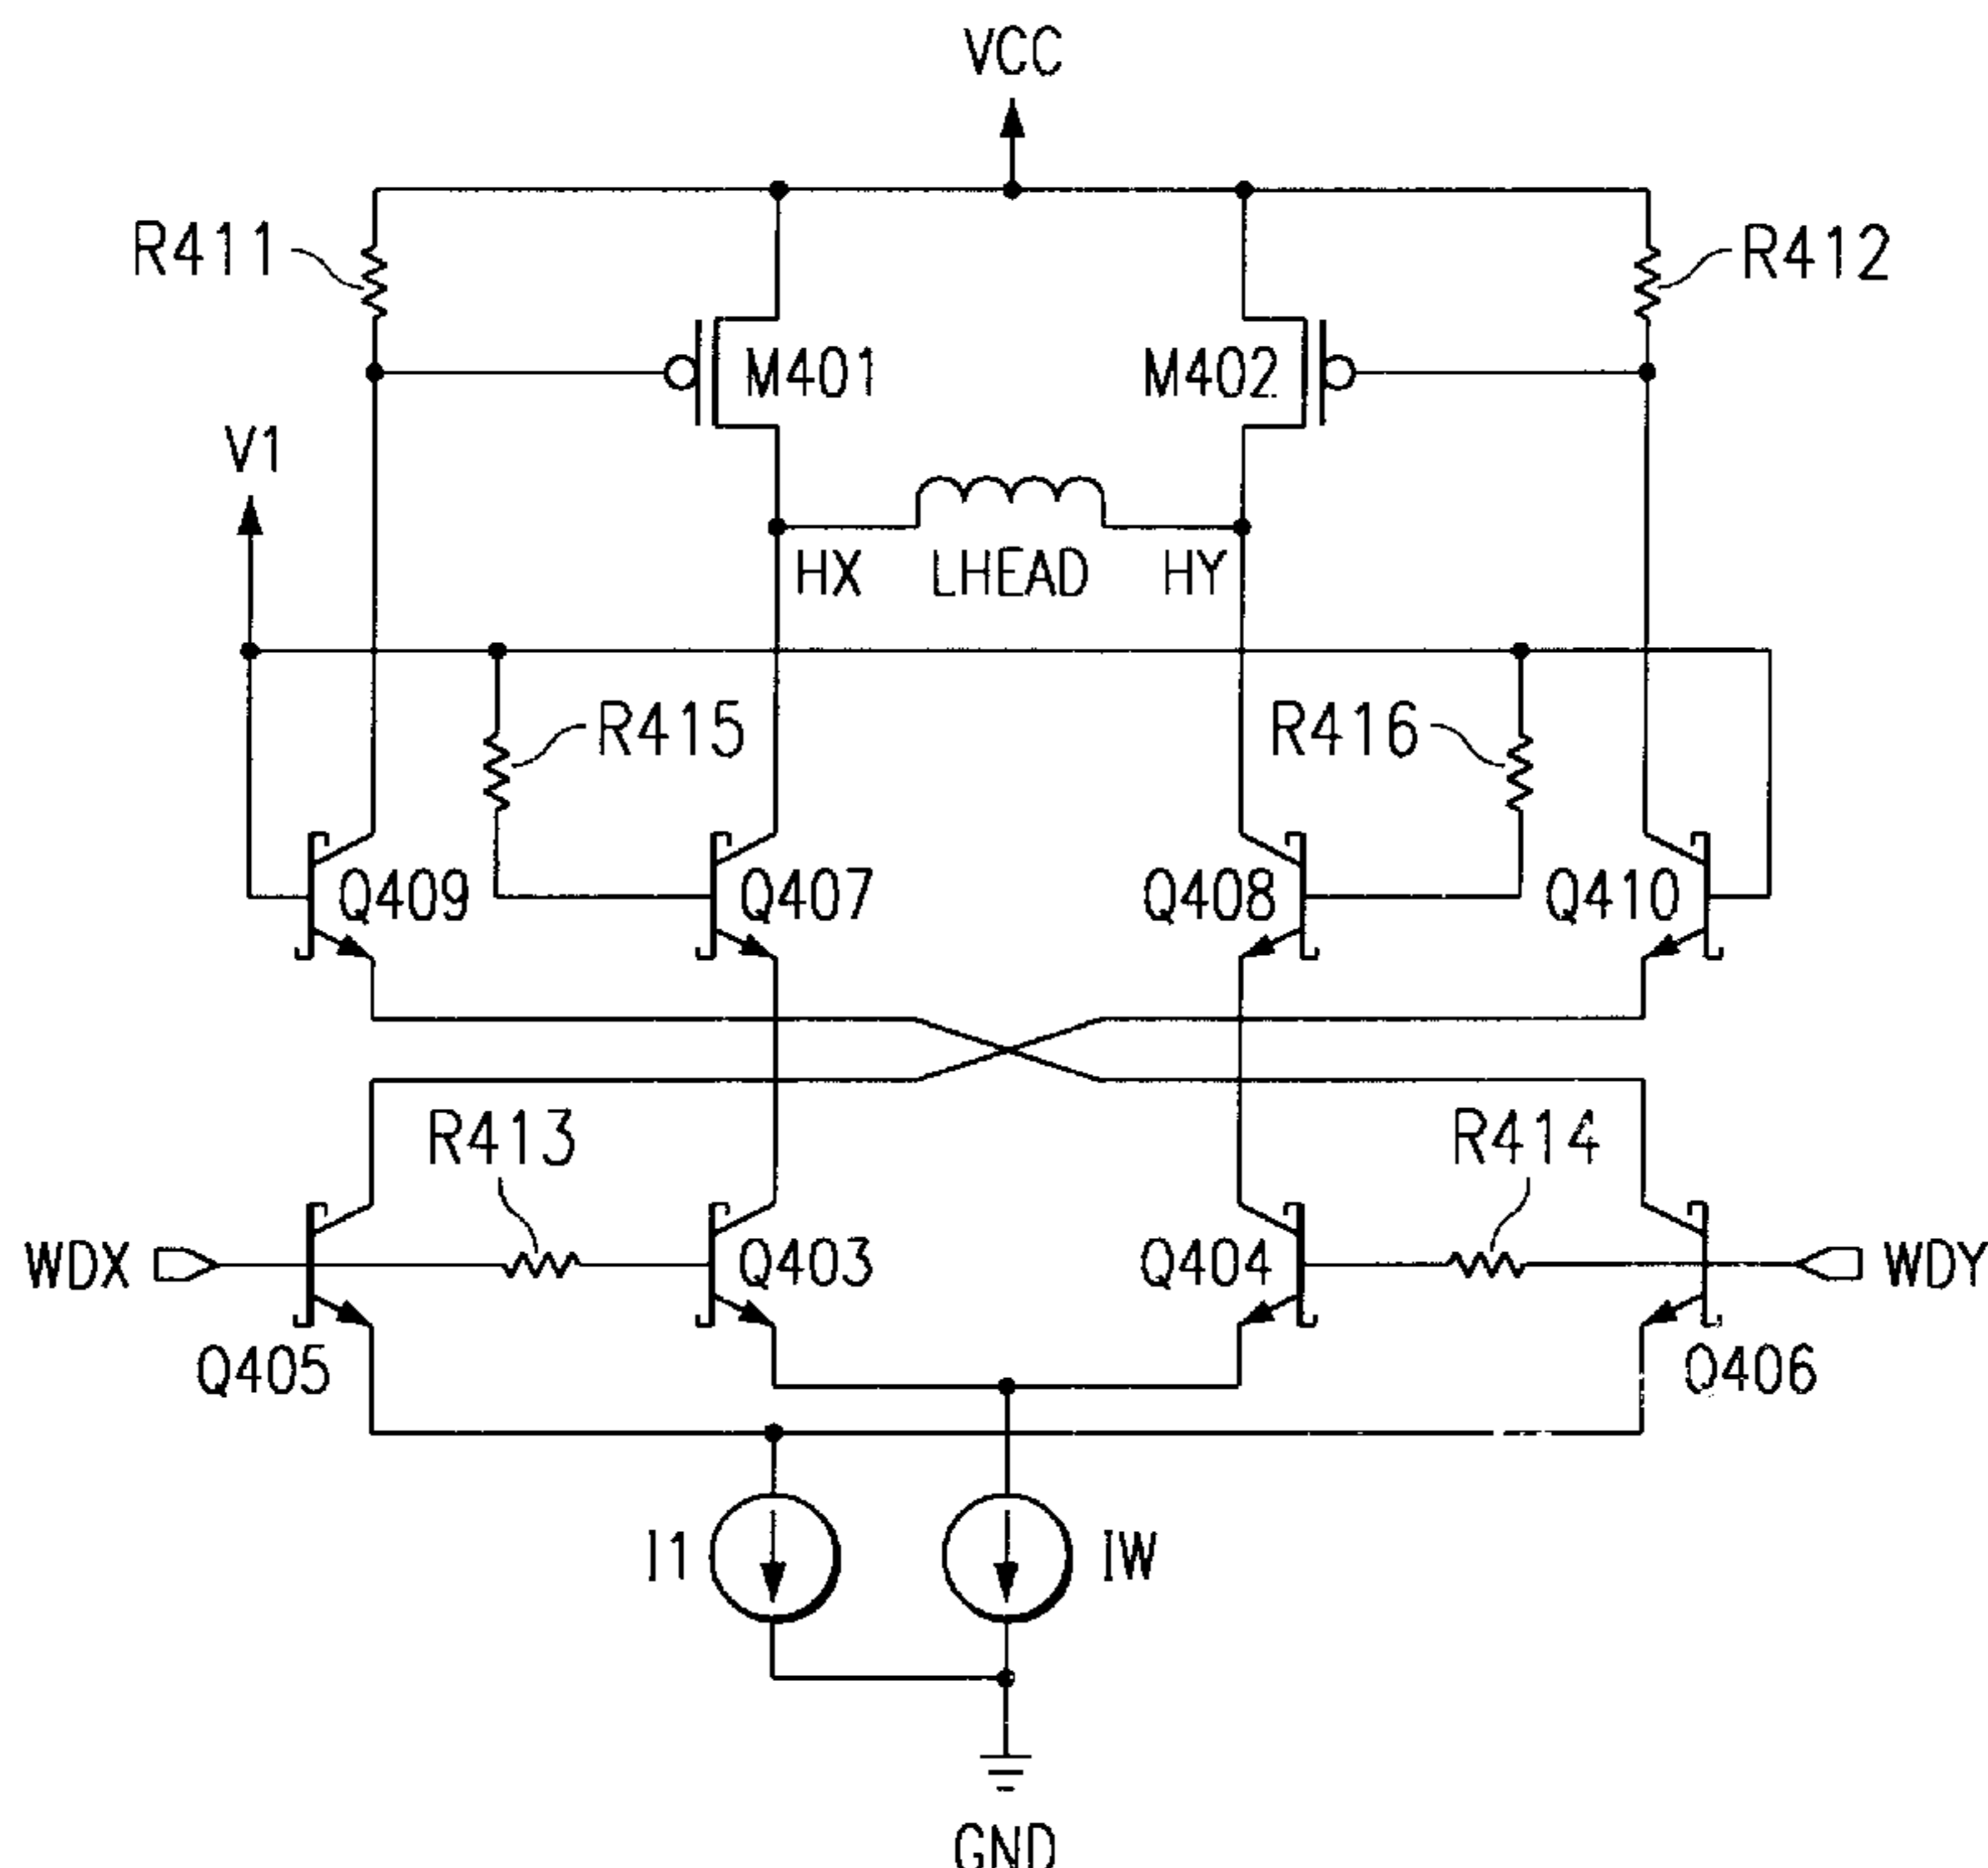 VCC
R411
R412
M401
M402
V1
HX
LHEAD
HY
R415
R416
Q409
Q407
Q408
Q410
R413
R414
WDX
Q403
Q404
WDY
Q405
Q406
I1
IW
GND